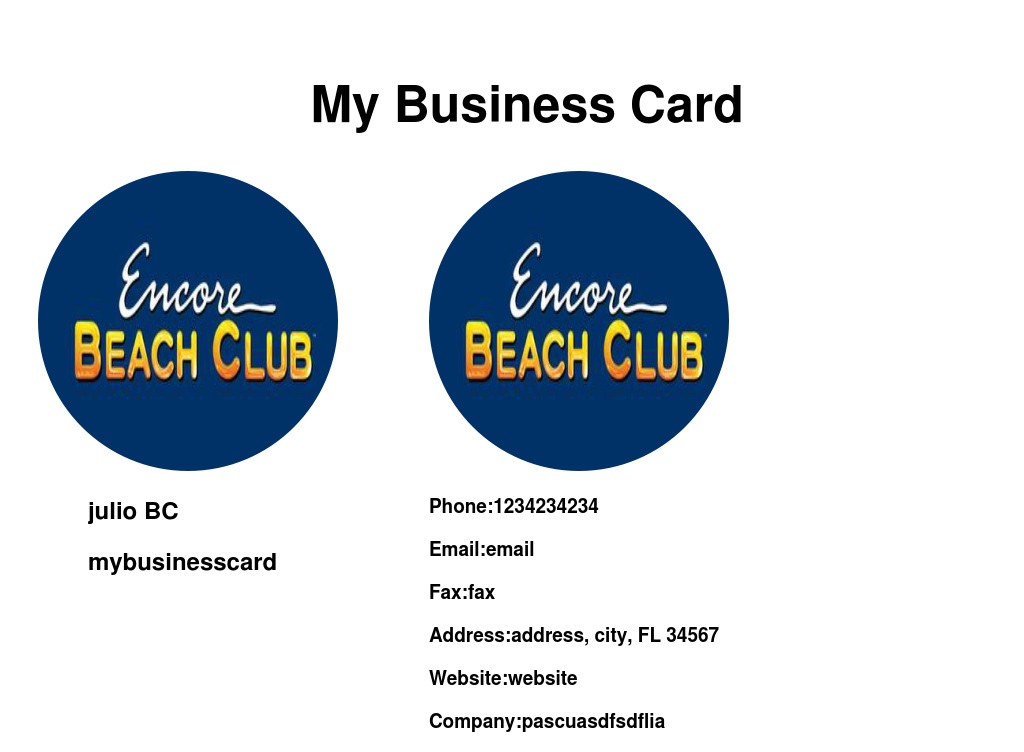 My Business Card
Encore
BEACH CLUB
Encore
BEACH CLUB
julio BC
mybusinesscard
Phone:1234234234
Email:email
Fax:fax
Address:address, city, FL 34567
Website:website
Company:pascuasdfsdflia